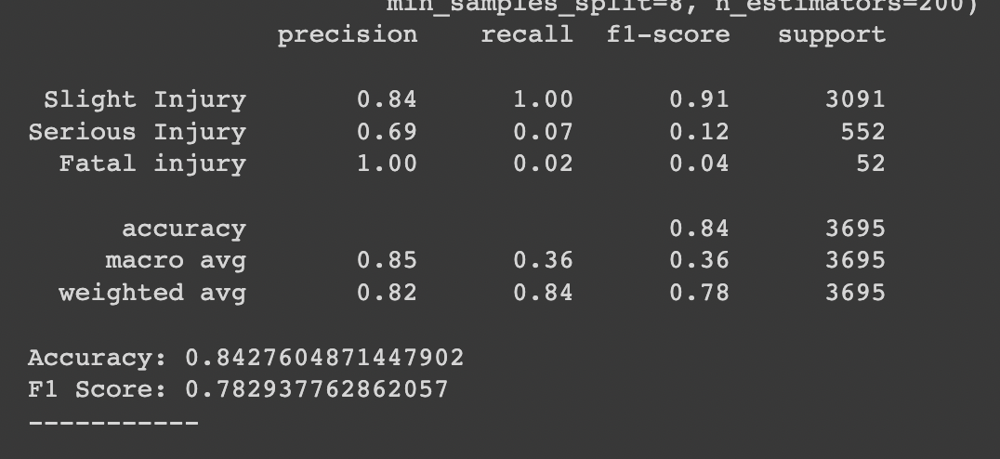 min_samples_split=8, n_estimators=200)
precision recall f1-score support
Slight Injury 0.84 1.00 0.91 3091
Serious Injury 0.69 0.07 0.12 552
Fatal injury 1.00 0.02 0.04 52
accuracy 0.84 3695
macro avg 0.85 0.36 0.36 3695
weighted avg 0.82 0.84 0.78 3695
Accuracy: 0.8427604871447902
F1 Score: 0.782937762862057
-----------